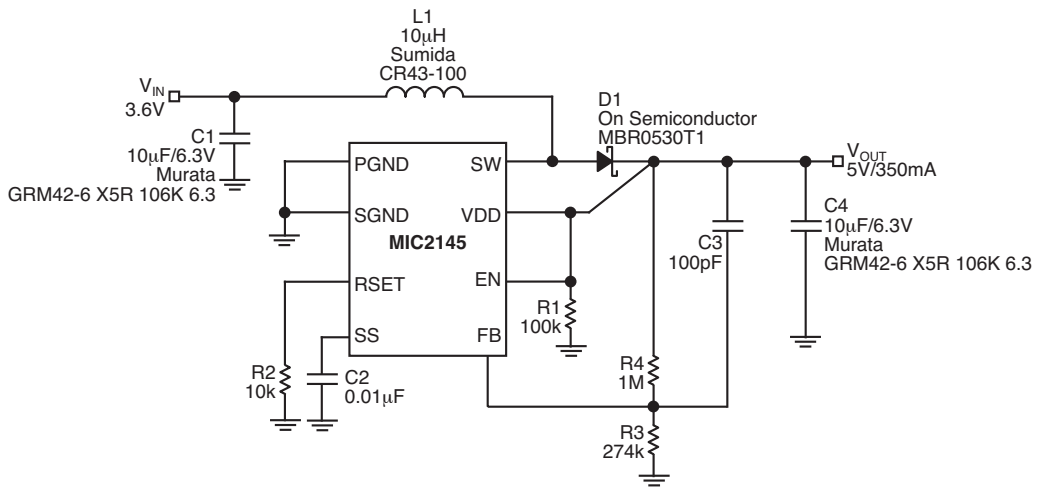 L1
10µH
Sumida
CR43-100
VIN
3.6V
C1
10µF/6.3V
Murata
GRM42-6 X5R 106K 6.3
D1
On Semiconductor
MBR0530T1
VOUT
5V/350mA
PGND
SW
SGND
VDD
MIC2145
RSET
EN
SS
FB
C3
100pF
C4
10µF/6.3V
Murata
GRM42-6 X5R 106K 6.3
R1
100k
R2
10k
C2
0.01µF
R4
1M
R3
274k